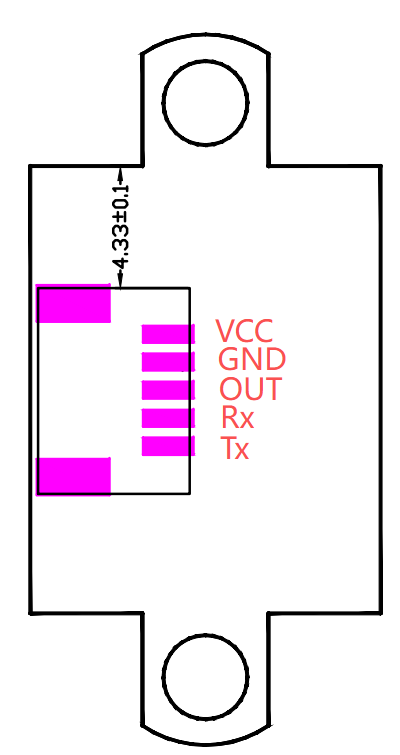 4.33±0.1
VCC
GND
OUT
Rx
Tx